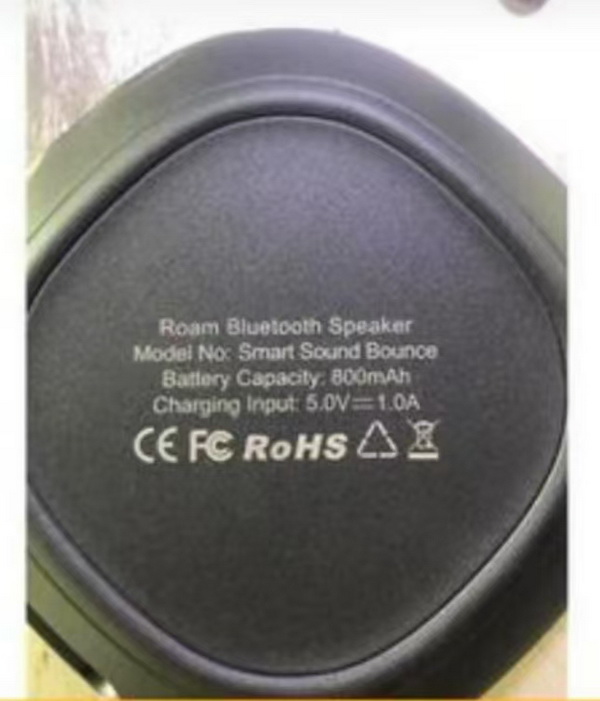 Roam Bluetooth Speaker
Model No: Smart Sound Bounce
Battery Capacity: 800mAh
Charging Input: 5.0V⎓1.0A
CE FC RoHS